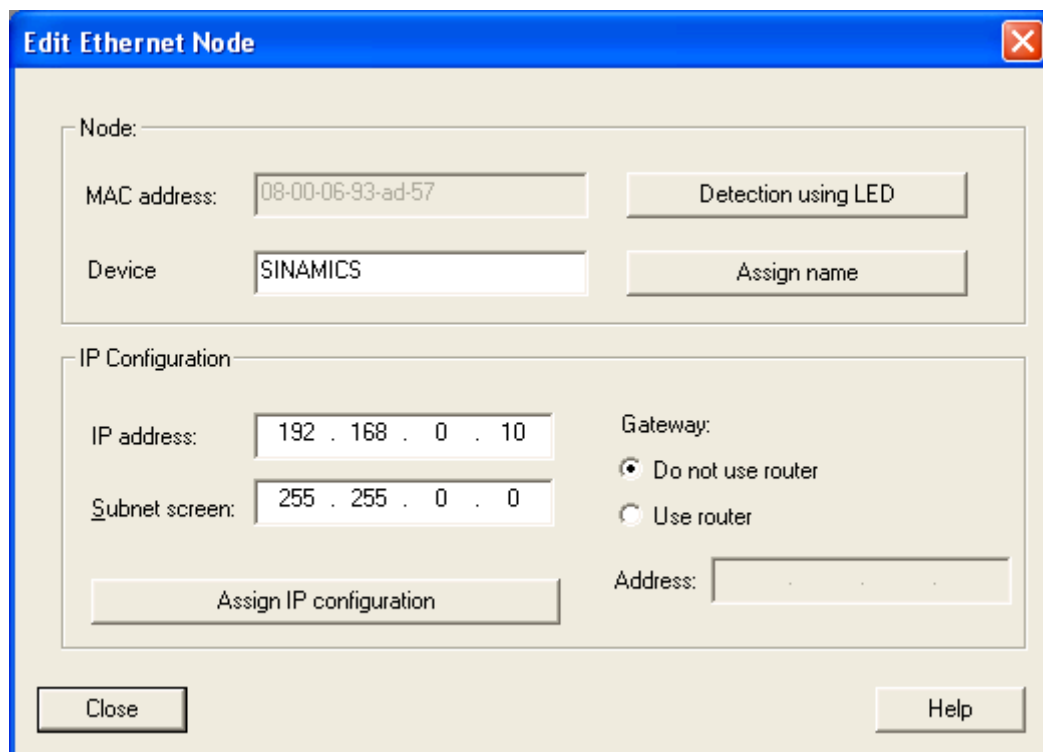 Edit Ethernet Node
Node:
MAC address: 08-00-06-93-ad-57 Detection using LED
Device SINAMICS Assign name
IP Configuration
IP address: 192 . 168 . 0 . 10 Gateway:
Do not use router
Subnet screen: 255 . 255 . 0 . 0 Use router
Address: . . .
Assign IP configuration
Close Help